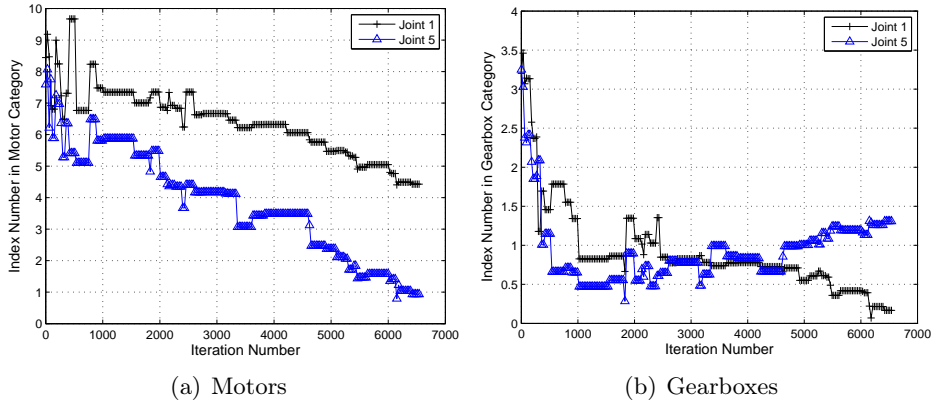 10
9
8
7
6
5
4
3
2
1
0
Index Number in Motor Category
0 1000 2000 3000 4000 5000 6000 7000
Iteration Number
Joint 1
Joint 5
(a) Motors
4
3.5
3
2.5
2
1.5
1
0.5
0
Index Number in Gearbox Category
0 1000 2000 3000 4000 5000 6000 7000
Iteration Number
Joint 1
Joint 5
(b) Gearboxes